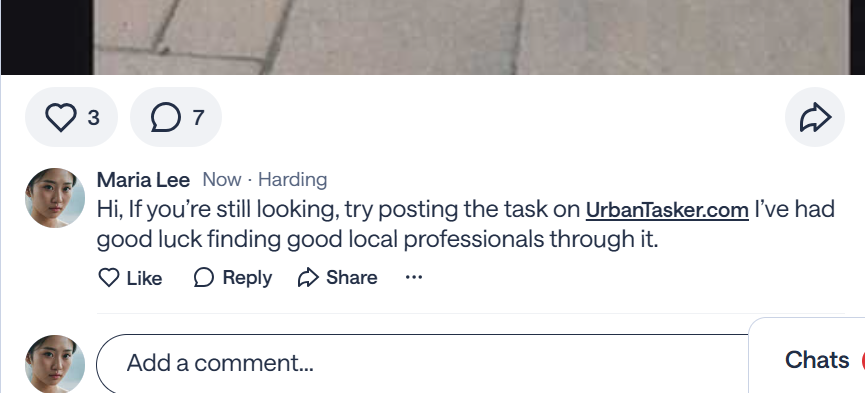 3
7
Maria Lee Now · Harding
Hi, If you’re still looking, try posting the task on UrbanTasker.com I’ve had
good luck finding good local professionals through it.
Like Reply Share ···
Add a comment...
Chats